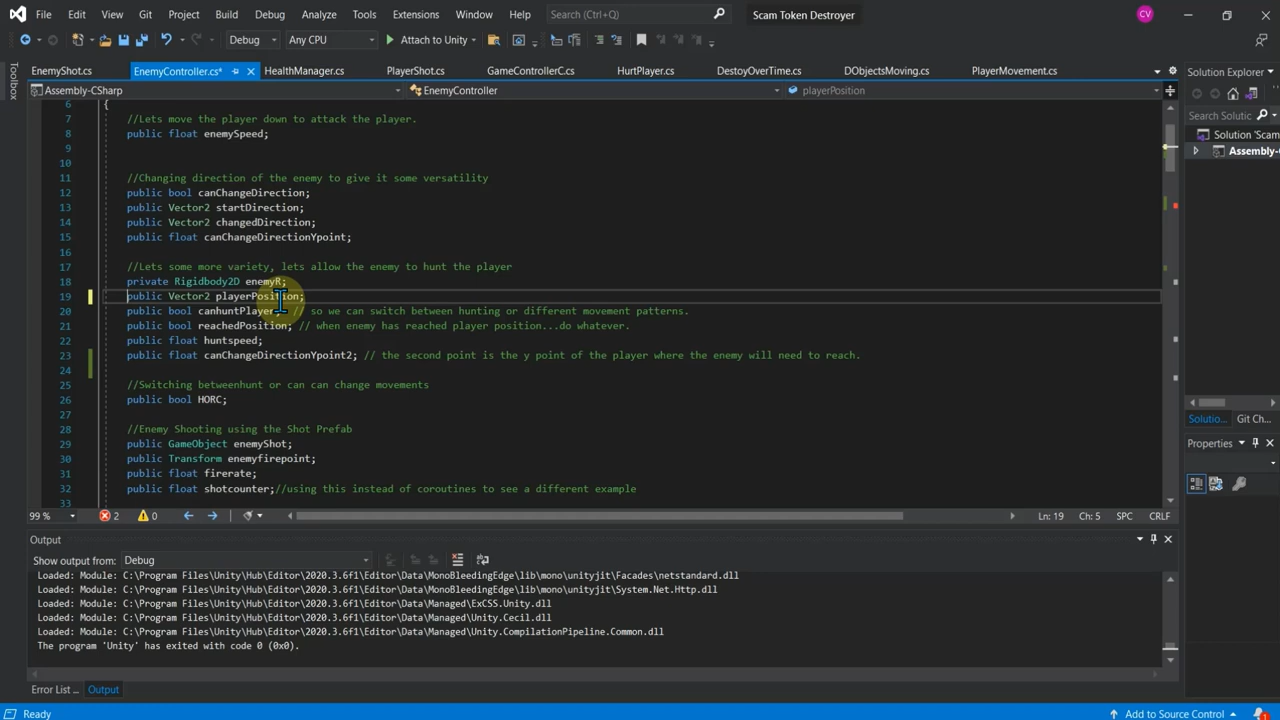 File Edit View Git Project Build Debug Analyze Tools Extensions Window Help Search (Ctrl+Q) Scam Token Destroyer CV
Debug Any CPU Attach to Unity
EnemyShot.cs EnemyController.cs* HealthManager.cs PlayerShot.cs GameControllerC.cs HurtPlayer.cs DestoyOverTime.cs DObjectsMoving.cs PlayerMovement.cs
Assembly-CSharp EnemyController playerPosition
Toolbox
6 {
7 //Lets move the player down to attack the player.
8 public float enemySpeed;
9
10
11 //Changing direction of the enemy to give it some versatility
12 public bool canChangeDirection;
13 public Vector2 startDirection;
14 public Vector2 changedDirection;
15 public float canChangeDirectionYpoint;
16
17 //Lets some more variety, lets allow the enemy to hunt the player
18 private Rigidbody2D enemyR;
19 public Vector2 playerPosition;
20 public bool canhuntPlayer; // so we can switch between hunting or different movement patterns.
21 public bool reachedPosition; // when enemy has reached player position...do whatever.
22 public float huntspeed;
23 public float canChangeDirectionYpoint2; // the second point is the y point of the player where the enemy will need to reach.
24
25 //Switching betweenhunt or can can change movements
26 public bool HORC;
27
28 //Enemy Shooting using the Shot Prefab
29 public GameObject enemyShot;
30 public Transform enemyfirepoint;
31 public float firerate;
32 public float shotcounter;//using this instead of coroutines to see a different example
33
99 % 2 0 Ln: 19 Ch: 5 SPC CRLF
Output
Show output from: Debug
Loaded: Module: C:\Program Files\Unity\Hub\Editor\2020.3.6f1\Editor\Data\MonoBleedingEdge\lib\mono\unityjit\Facades\netstandard.dll
Loaded: Module: C:\Program Files\Unity\Hub\Editor\2020.3.6f1\Editor\Data\MonoBleedingEdge\lib\mono\unityjit\System.Net.Http.dll
Loaded: Module: C:\Program Files\Unity\Hub\Editor\2020.3.6f1\Editor\Data\Managed\ExCSS.Unity.dll
Loaded: Module: C:\Program Files\Unity\Hub\Editor\2020.3.6f1\Editor\Data\Managed\Unity.Cecil.dll
Loaded: Module: C:\Program Files\Unity\Hub\Editor\2020.3.6f1\Editor\Data\Managed\Unity.CompilationPipeline.Common.dll
The program 'Unity' has exited with code 0 (0x0).
Error List ... Output
Ready Add to Source Control 1
Solution Explorer
Search Solutic
Solution 'Scam
Assembly-C
Solutio... Git Ch...
Properties